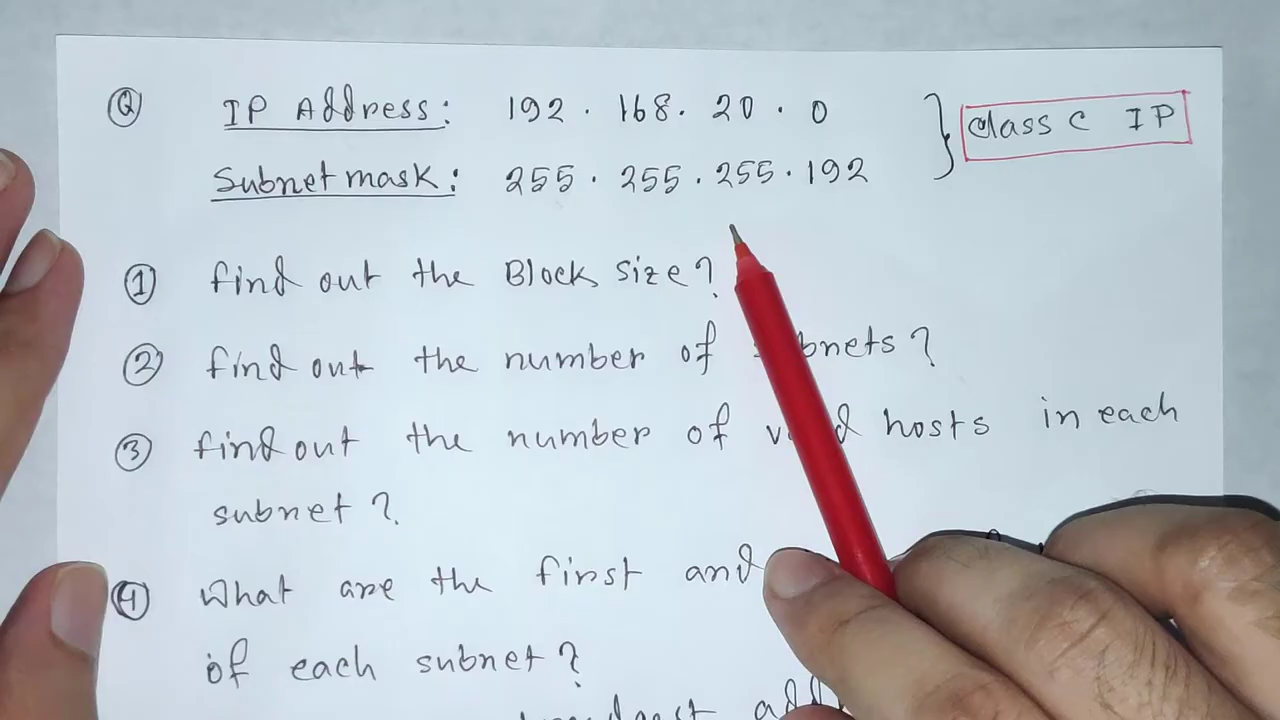 Q IP Address: 192 . 168 . 20 . 0
Subnet mask: 255 . 255 . 255 . 192
Class C IP
1 find out the Block size?
2 find out the number of subnets?
3 find out the number of valid hosts in each
subnet?
4 What are the first and
of each subnet?